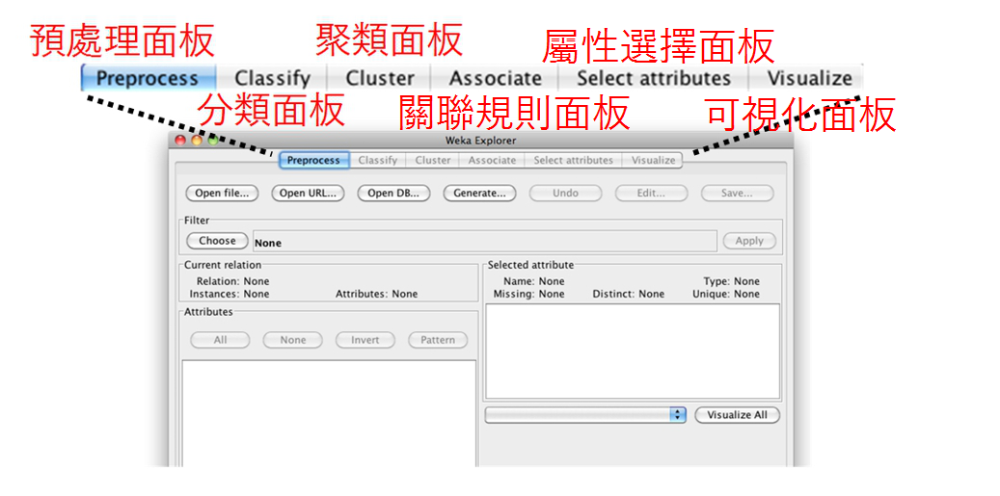 預處理面板 聚類面板 屬性選擇面板
Preprocess Classify Cluster Associate Select attributes Visualize
分類面板 關聯規則面板 可視化面板
Weka Explorer
Preprocess Classify Cluster Associate Select attributes Visualize
Open file... Open URL... Open DB... Generate... Undo Edit... Save...
Filter
Choose None Apply
Current relation
Relation: None
Instances: None Attributes: None
Attributes
All None Invert Pattern
Selected attribute
Name: None Type: None
Missing: None Distinct: None Unique: None
Visualize All